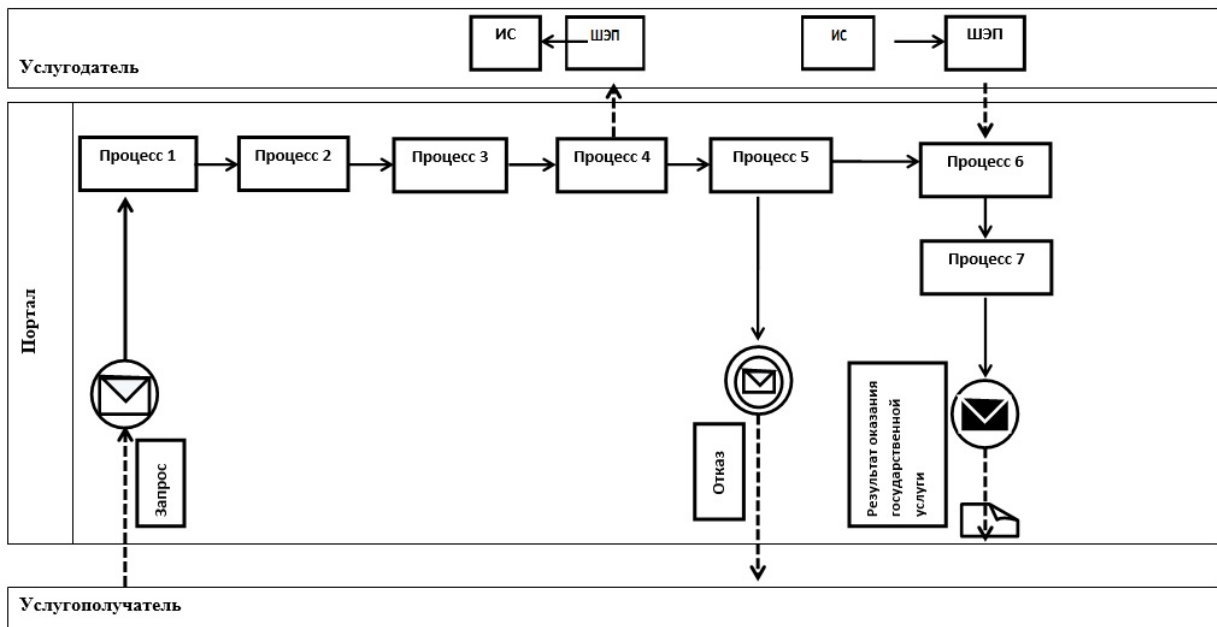 Услугодатель
ИС
ШЭП
ИС
ШЭП
Портал
Процесс 1
Процесс 2
Процесс 3
Процесс 4
Процесс 5
Процесс 6
Процесс 7
Запрос
Отказ
Результат оказания
государственной
услуги
Услугополучатель